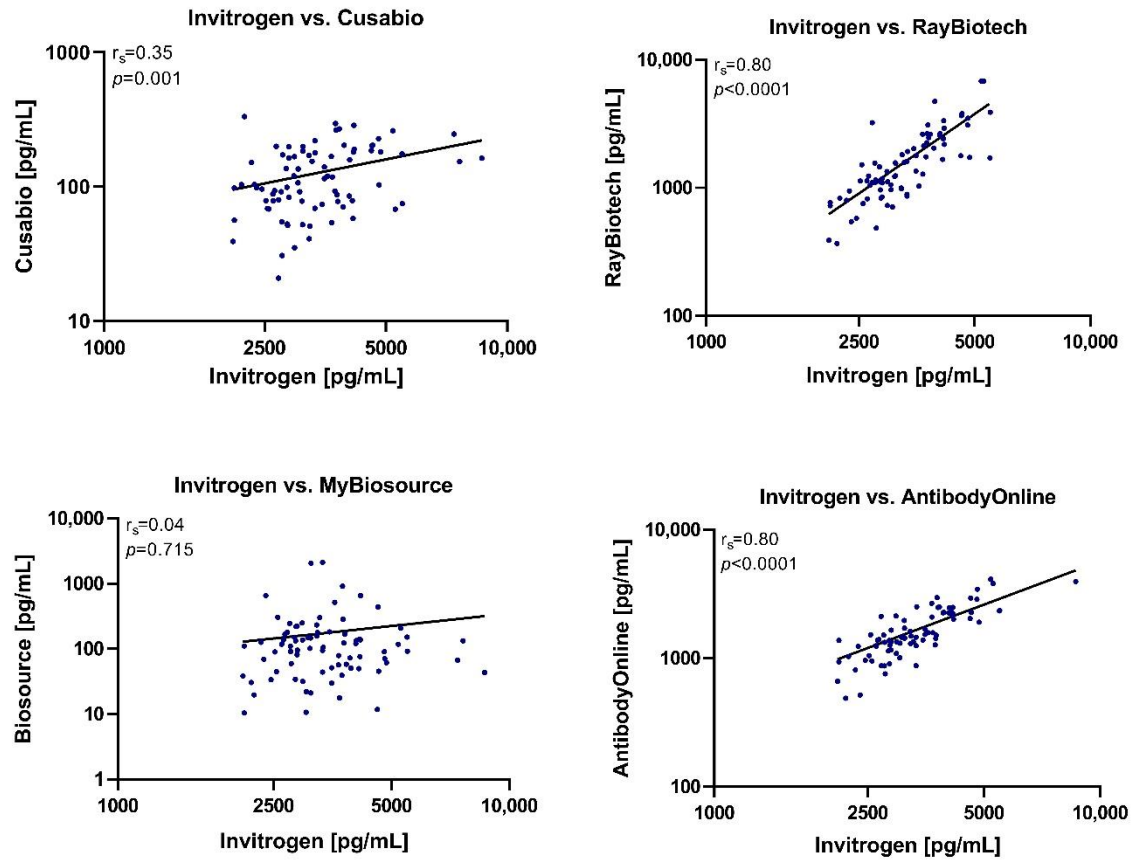 Invitrogen vs. Cusabio
rs=0.35
p=0.001
1000
100
10
Cusabio [pg/mL]
1000 2500 5000 10,000
Invitrogen [pg/mL]
Invitrogen vs. RayBiotech
rs=0.80
p<0.0001
10,000
1000
100
RayBiotech [pg/mL]
1000 2500 5000 10,000
Invitrogen [pg/mL]
Invitrogen vs. MyBiosource
rs=0.04
p=0.715
10,000
1000
100
10
1
Biosource [pg/mL]
1000 2500 5000 10,000
Invitrogen [pg/mL]
Invitrogen vs. AntibodyOnline
rs=0.80
p<0.0001
10,000
1000
100
AntibodyOnline [pg/mL]
1000 2500 5000 10,000
Invitrogen [pg/mL]